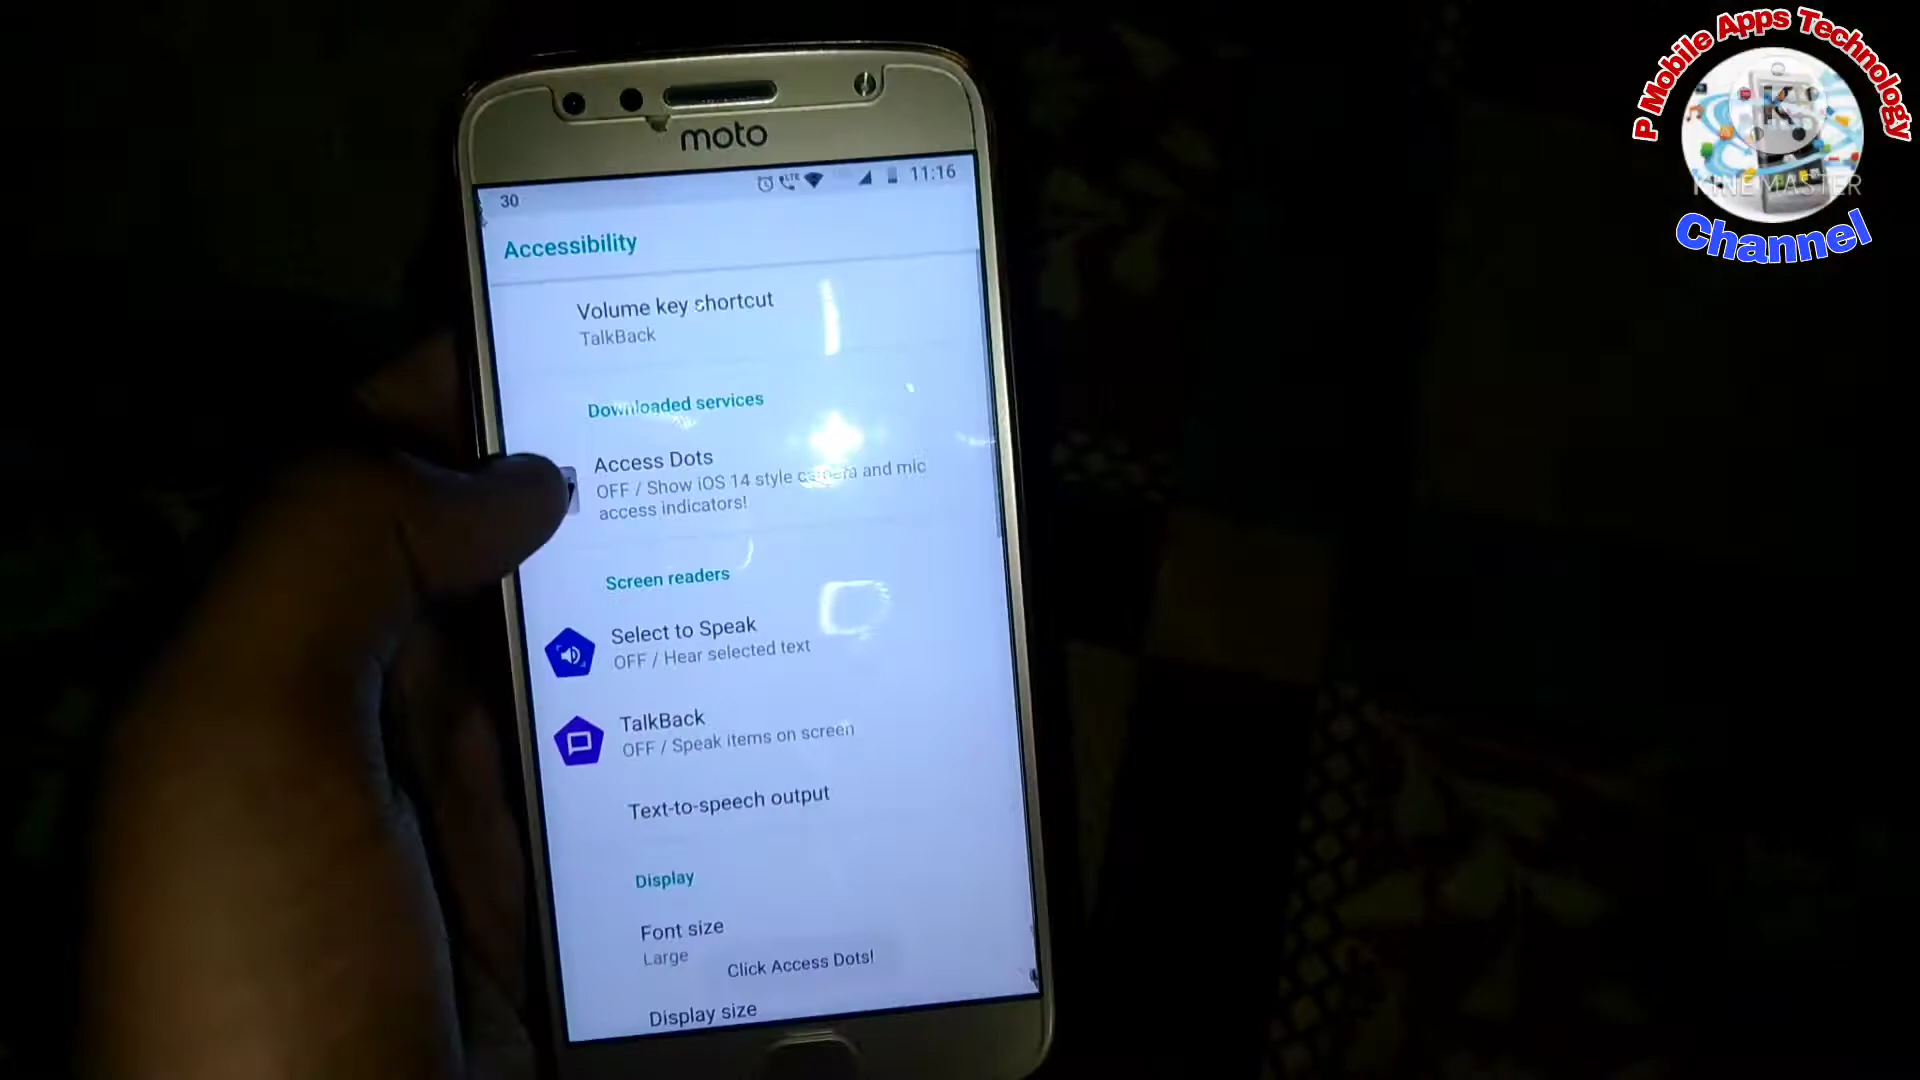 P Mobile Apps Technology
K
KINEMASTER
Channel
moto
30
LTE
11:16
Accessibility
Volume key shortcut
TalkBack
Downloaded services
Access Dots
OFF / Show iOS 14 style camera and mic
access indicators!
Screen readers
Select to Speak
OFF / Hear selected text
TalkBack
OFF / Speak items on screen
Text-to-speech output
Display
Font size
Large
Click Access Dots!
Display size